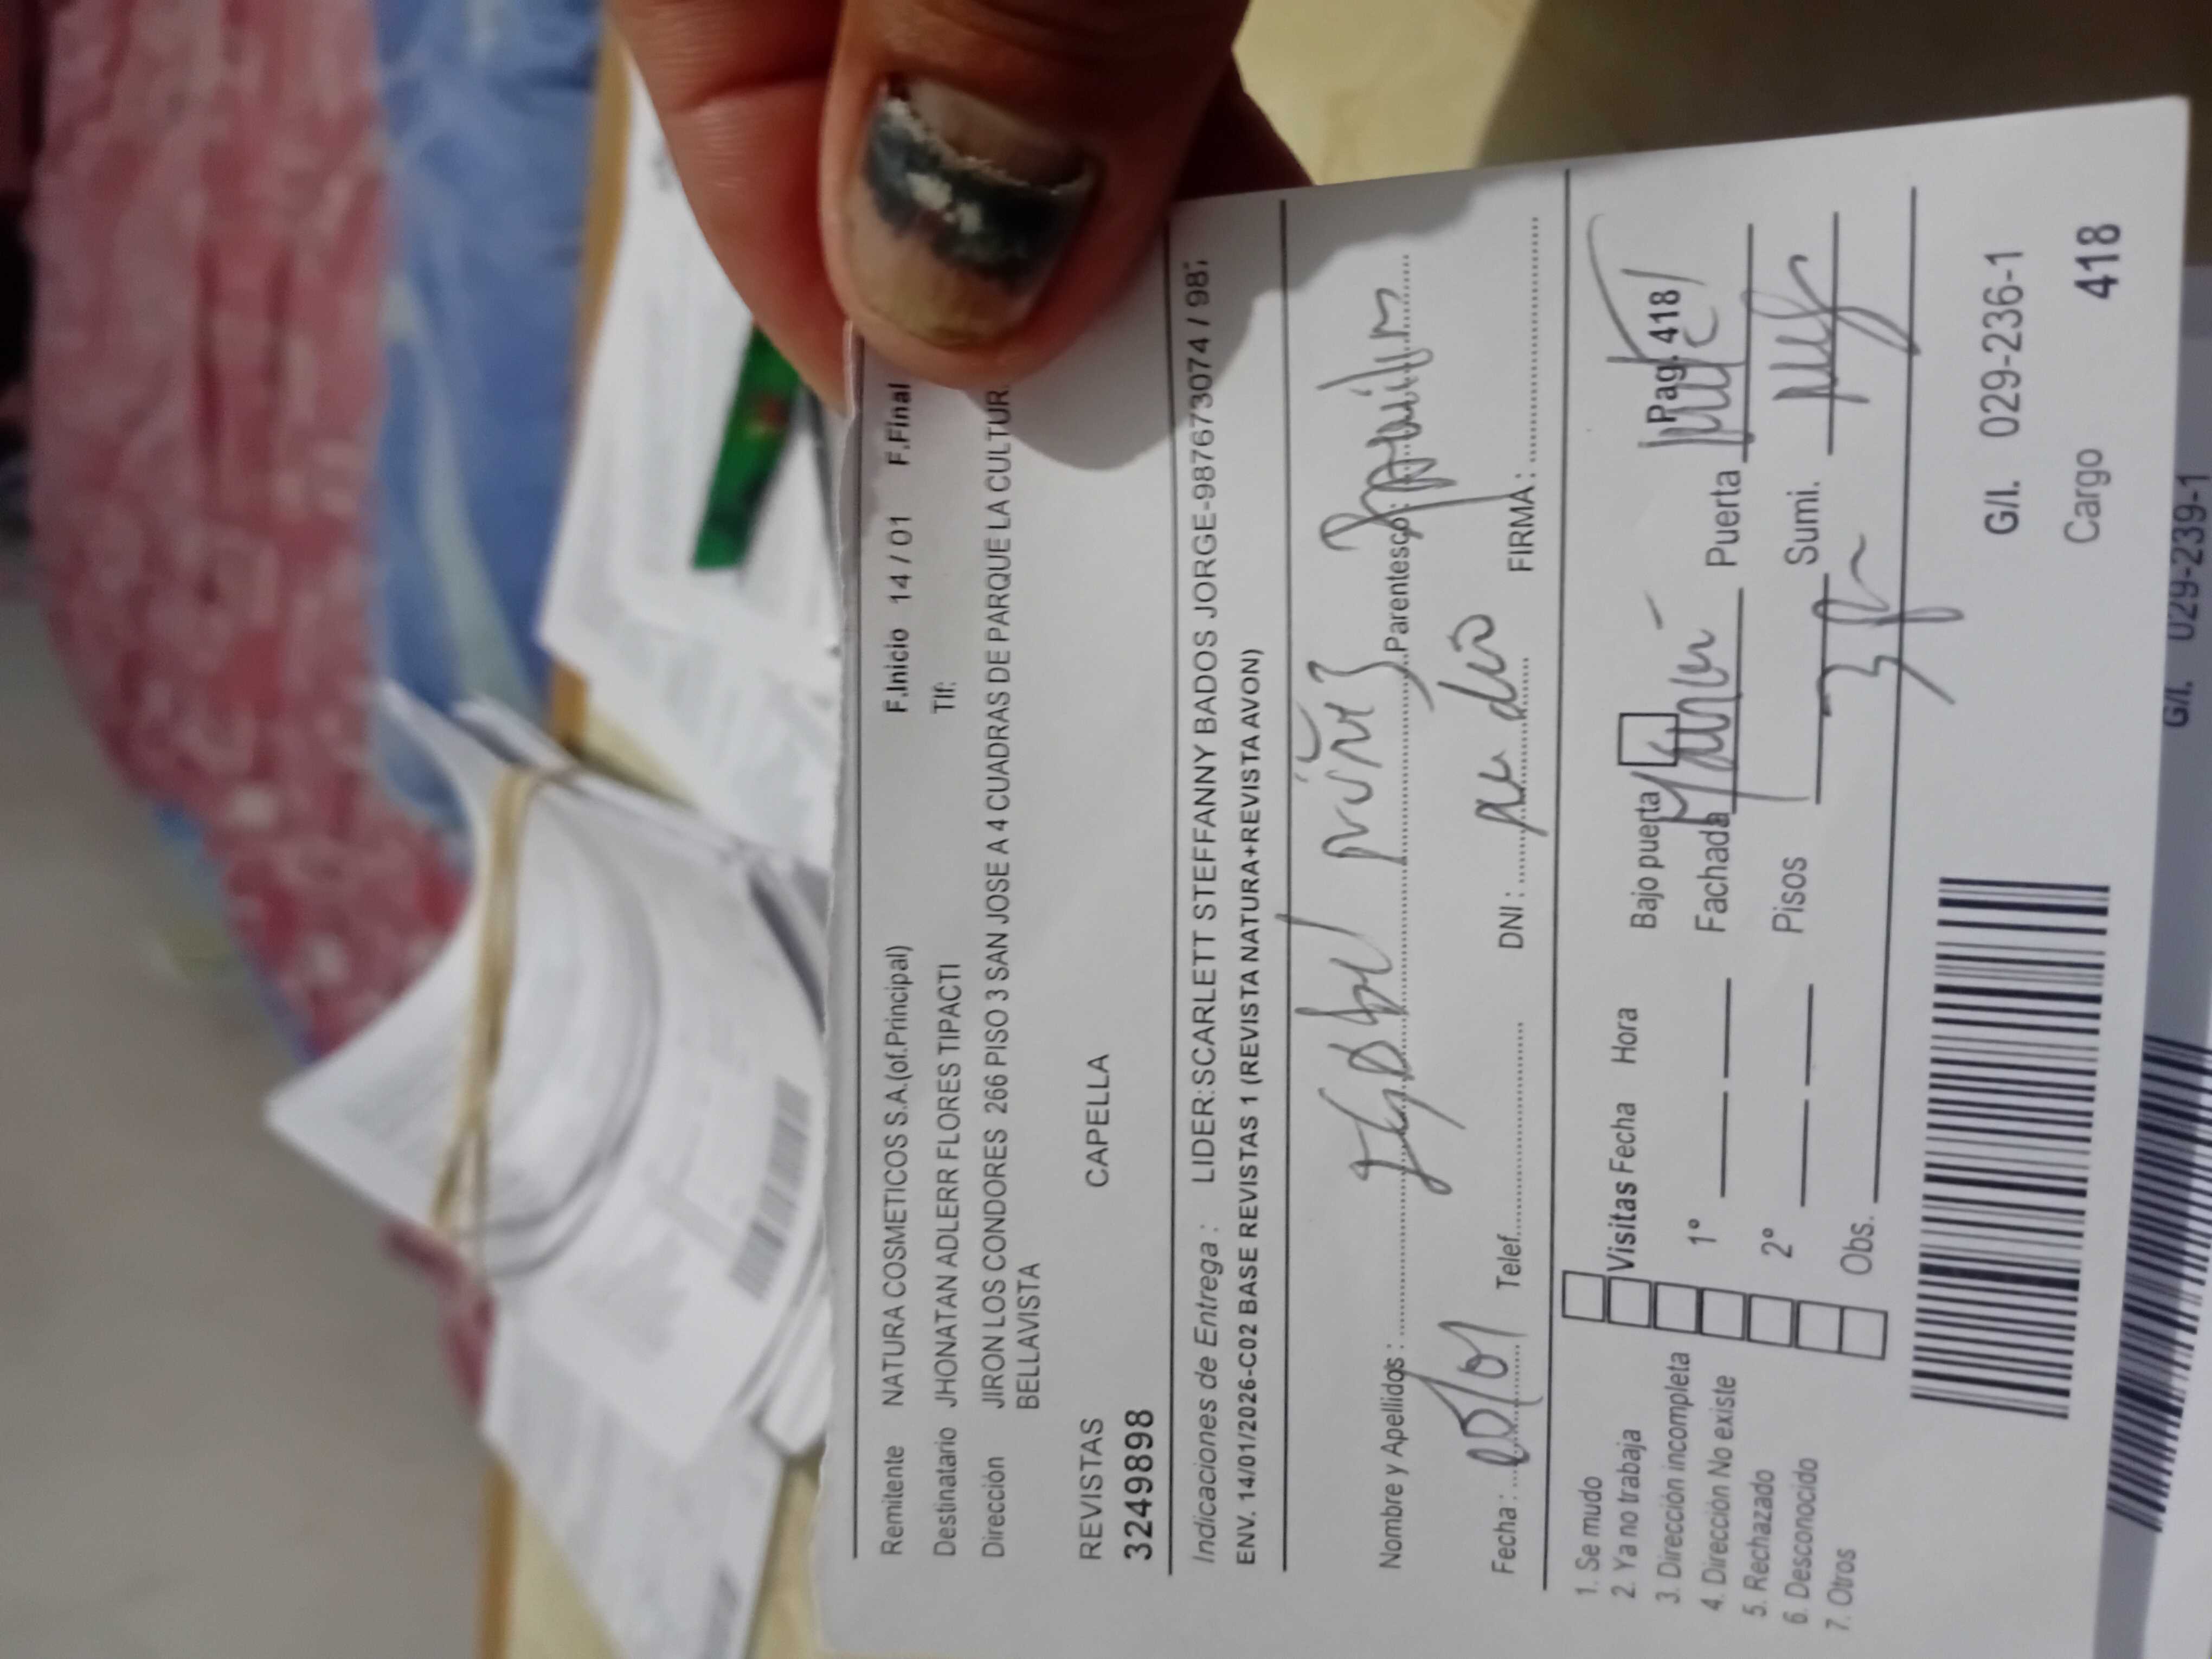 Remitente NATURA COSMETICOS S.A.(of.Principal) F.Inicio 14 / 01 F.Final
Destinatario JHONATAN ADLERR FLORES TIPACTI Tlf:
Dirección JIRON LOS CONDORES 266 PISO 3 SAN JOSE A 4 CUADRAS DE PARQUE LA CULTUR
BELLAVISTA
REVISTAS CAPELLA
3249898
Indicaciones de Entrega : LIDER:SCARLETT STEFFANNY BADOS JORGE-987673074 / 98
ENV. 14/01/2026-C02 BASE REVISTAS 1 (REVISTA NATURA+REVISTA AVON)
Nombre y Apellidos : Parentesco:
Fecha : Telef. DNI : FIRMA:
1. Se mudo
2. Ya no trabaja
3. Dirección incompleta
4. Dirección No existe
5. Rechazado
6. Desconocido
7. Otros
Visitas Fecha Hora Bajo puerta Pag. 418
1° Fachada Puerta
2° Pisos 3 Sumi.
Obs.
G/I. 029-236-1
Cargo 418
G/I. 029-239-1